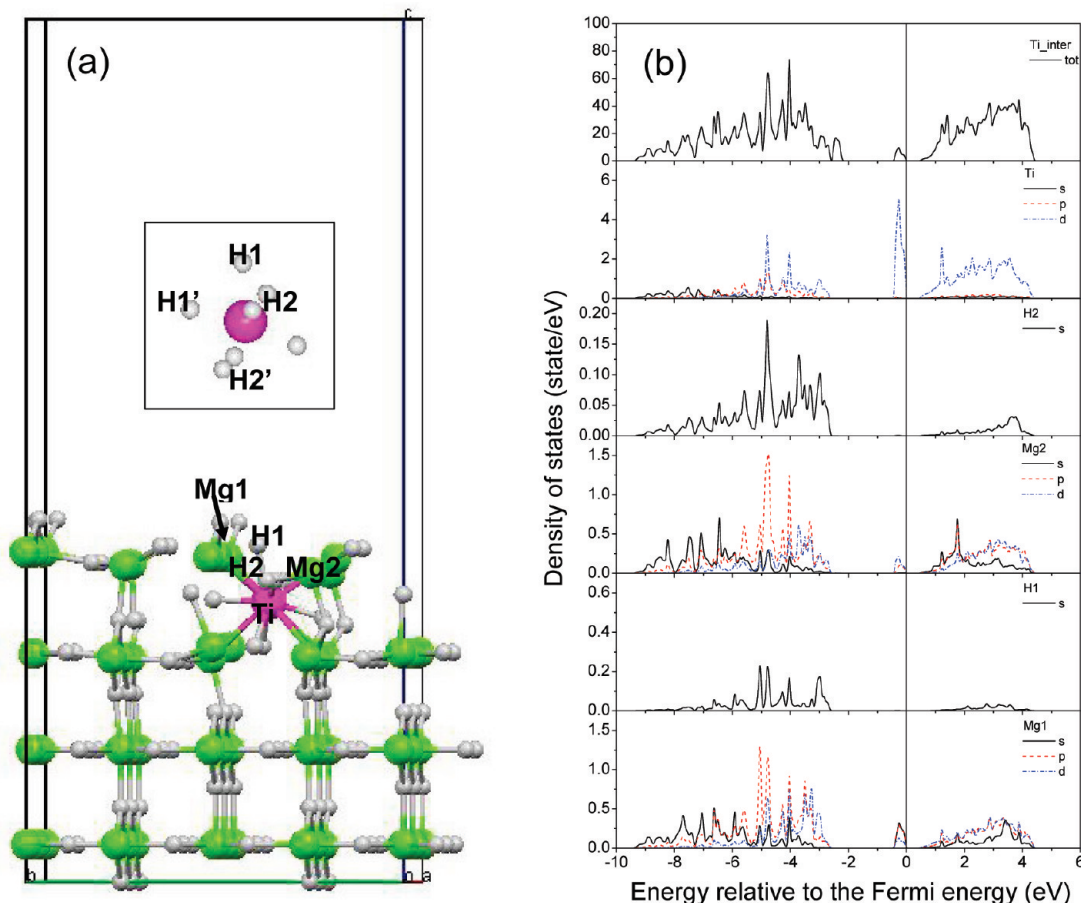 c
(a)
H1
H1'
H2
H2'
Mg1
H1
H2
Mg2
Ti
a
(b)
Density of states (state/eV)
Ti_inter
tot
100
80
60
40
20
0
Ti
s
p
d
6
4
2
0
H2
s
0.20
0.15
0.10
0.05
0.00
Mg2
s
p
d
1.5
1.0
0.5
0.0
H1
s
0.6
0.4
0.2
0.0
Mg1
s
p
d
1.5
1.0
0.5
0.0
-10 -8 -6 -4 -2 0 2 4 6
Energy relative to the Fermi energy (eV)